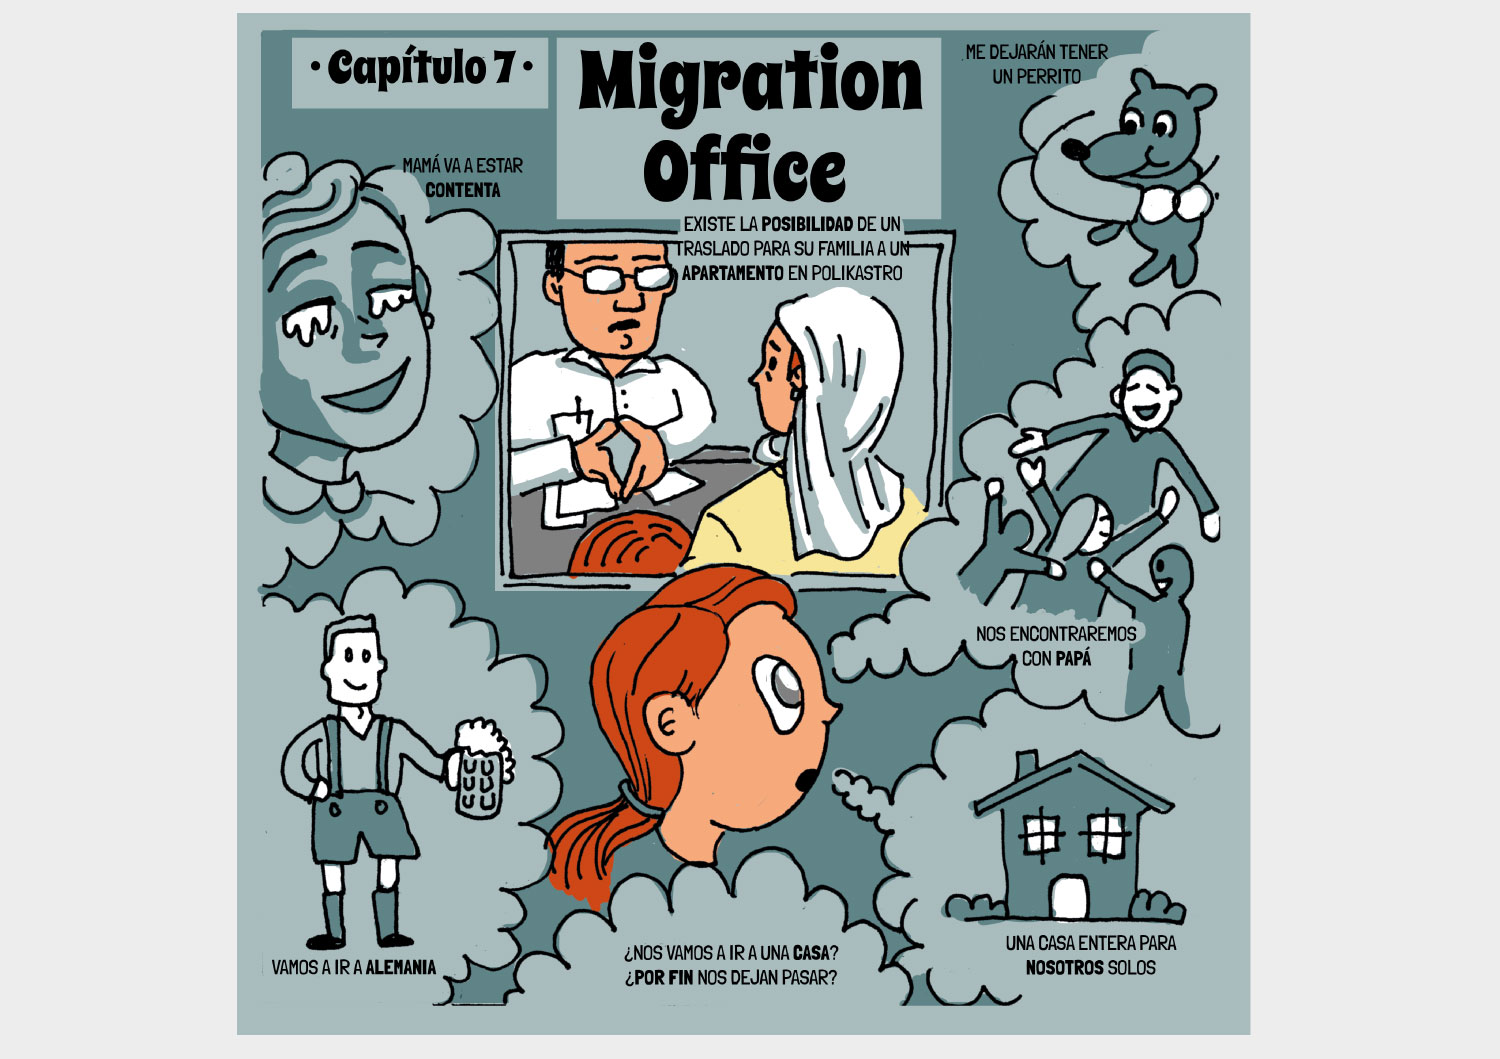 · Capítulo 7 ·
Migration
Office
ME DEJARÁN TENER
UN PERRITO
MAMÁ VA A ESTAR
CONTENTA
EXISTE LA POSIBILIDAD DE UN
TRASLADO PARA SU FAMILIA A UN
APARTAMENTO EN POLIKASTRO
NOS ENCONTRAREMOS
CON PAPÁ
VAMOS A IR A ALEMANIA
¿NOS VAMOS A IR A UNA CASA?
¿POR FIN NOS DEJAN PASAR?
UNA CASA ENTERA PARA
NOSOTROS SOLOS